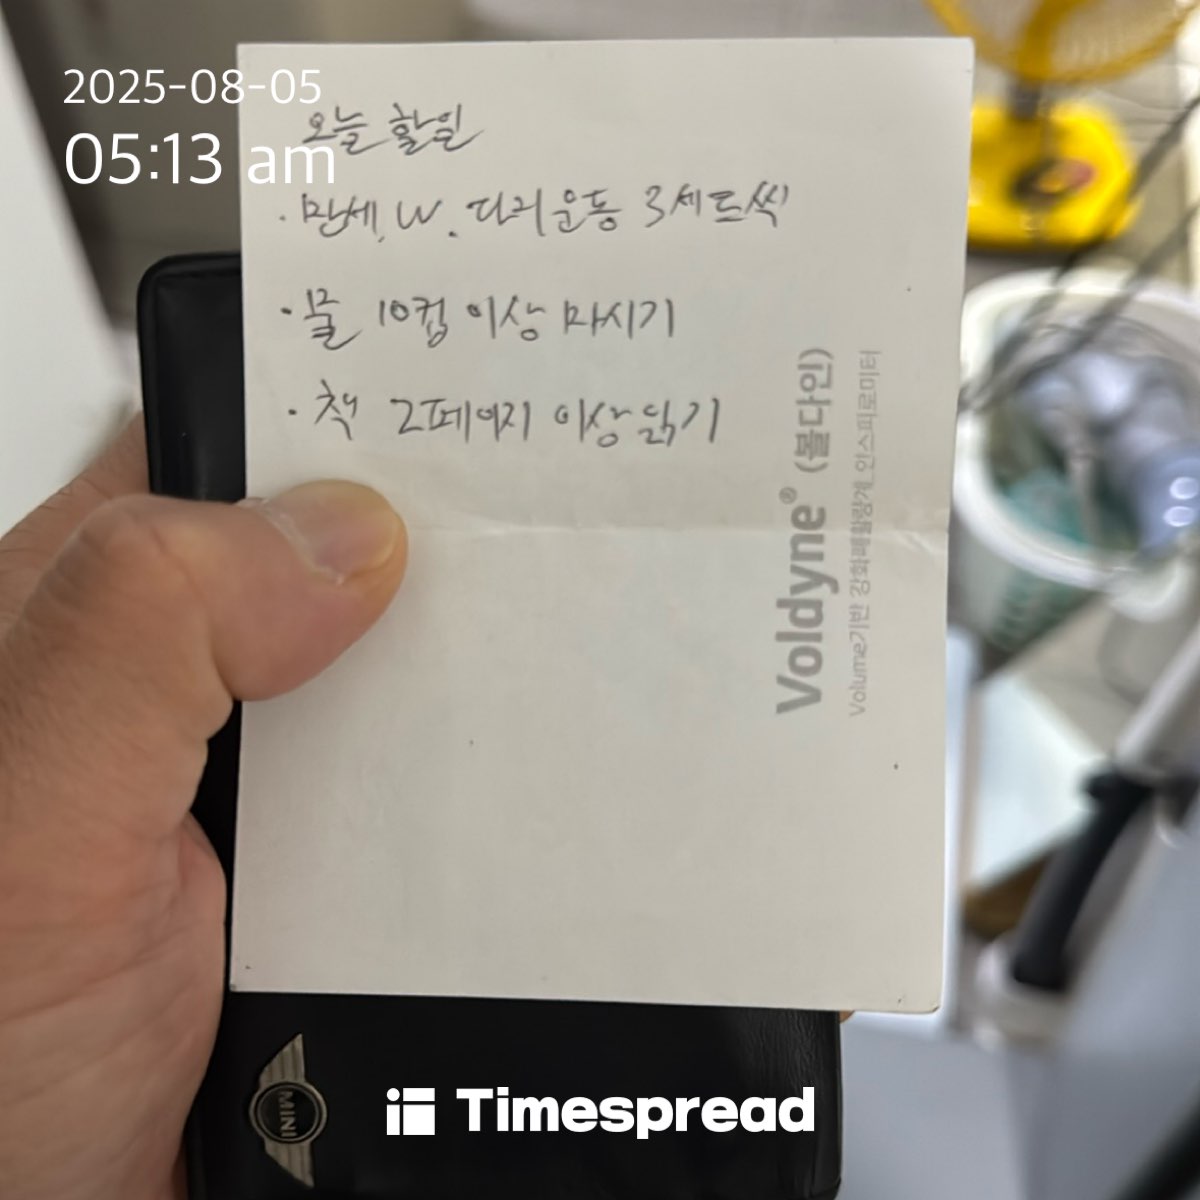 2025-08-05
05:13 am
오늘 할일
· 만세, W. 다리운동 3세트씩
· 물 10컵 이상 마시기
· 책 2페이지 이상 읽기
Voldyne® (볼다인)
Volume기반 강화폐활량계_인스피로미터
MINI
Timespread